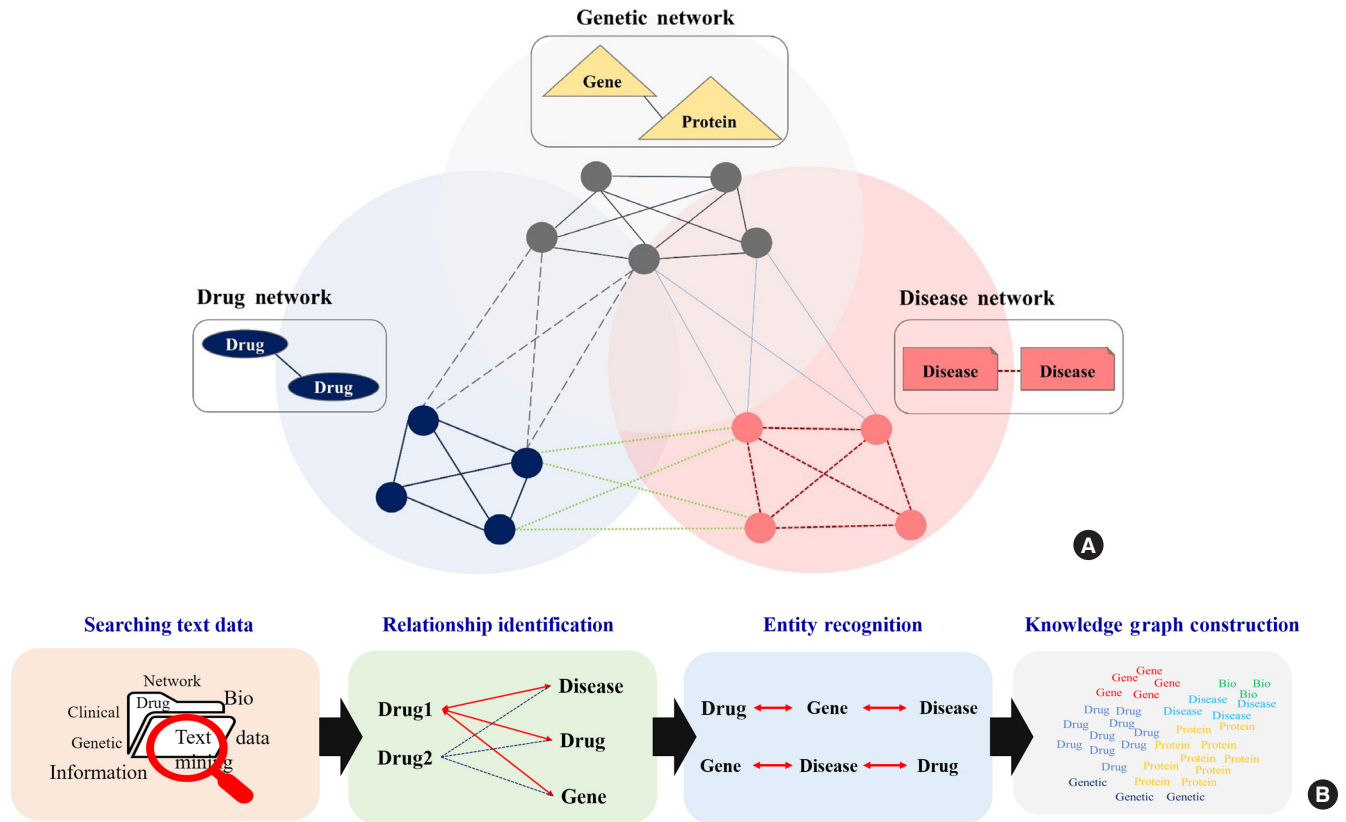 Genetic network
Gene
Protein
Drug network
Drug
Drug
Disease network
Disease
Disease
A
Searching text data
Network
Drug
Bio
Clinical
Genetic
Text
data
mining
Information
Relationship identification
Drug1
Drug2
Disease
Drug
Gene
Entity recognition
Drug Gene Disease
Gene Disease Drug
Knowledge graph construction
Gene
Gene
Gene
Gene Gene
Bio Bio
Bio
Disease
Disease
Disease
Disease
Drug Drug
Drug Drug
Drug Drug
Drug Drug Drug
Drug
Protein Protein
Protein Protein
Protein Protein
Protein Protein
Protein Protein
Genetic
Genetic Genetic
B